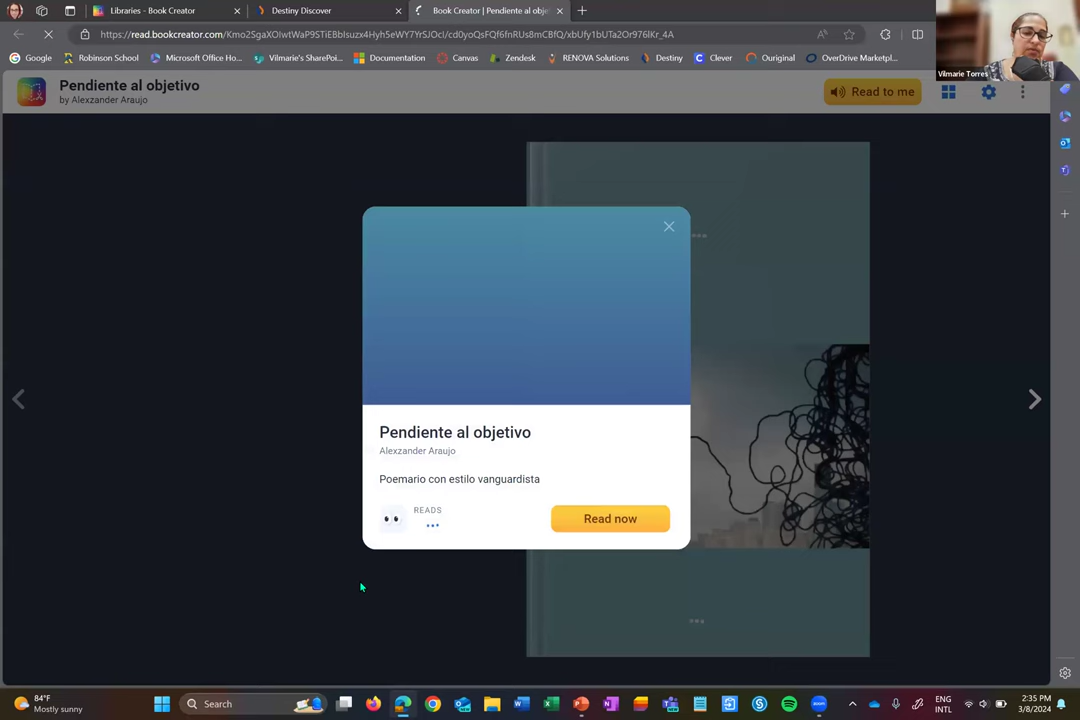 Libraries - Book Creator
Destiny Discover
Book Creator | Pendiente al obje
https://read.bookcreator.com/Kmo2SgaXOlwtWaP9STiE8bIsuzx4Hyh5eWY7YrSJOcI/cd0yoQsFQf6fnRUs8mCBfQ/xbUfy1bUTa2Or976lKr_4A
Google
Robinson School
Microsoft Office Ho...
Vilmarie's SharePoi...
Documentation
Canvas
Zendesk
RENOVA Solutions
Destiny
Clever
Ouriginal
OverDrive Marketpl...
Vilmarie Torres
Pendiente al objetivo
by Alexzander Araujo
Read to me
Pendiente al objetivo
Alexzander Araujo
Poemario con estilo vanguardista
READS
Read now
84°F
Mostly sunny
Search
ENG
INTL
2:35 PM
3/8/2024